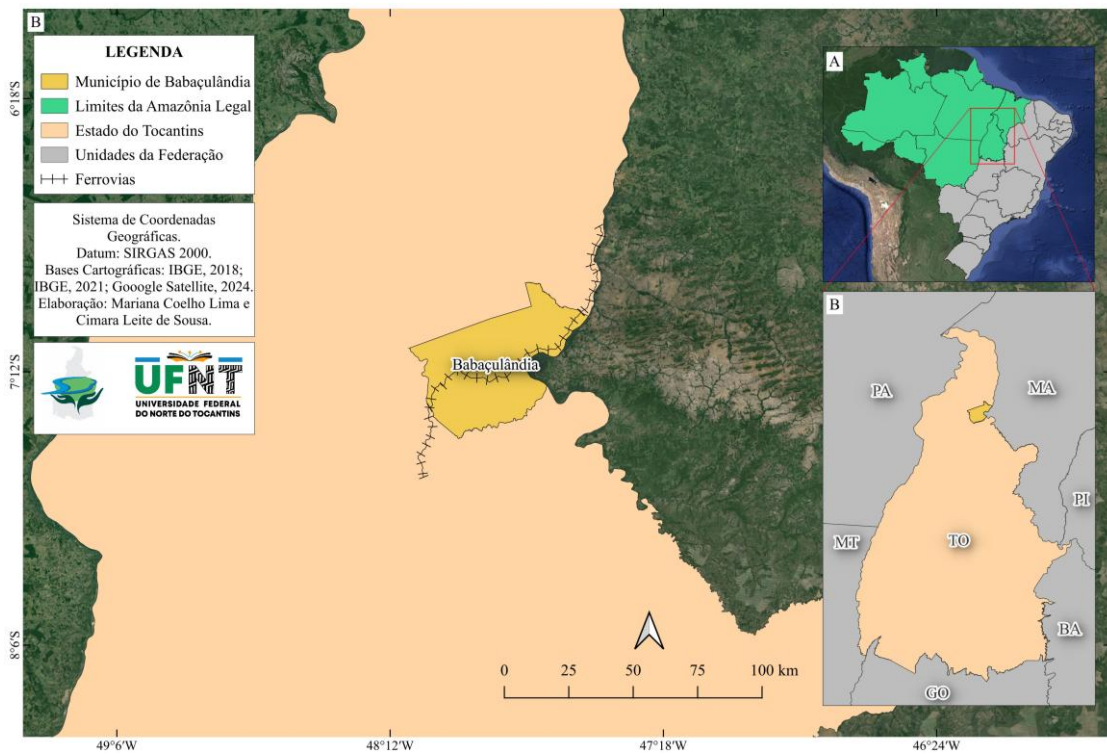 B
LEGENDA
Município de Babaçulândia
Limites da Amazônia Legal
Estado do Tocantins
Unidades da Federação
Ferrovias
Sistema de Coordenadas
Geográficas.
Datum: SIRGAS 2000.
Bases Cartográficas: IBGE, 2018;
IBGE, 2021; Gooogle Satellite, 2024.
Elaboração: Mariana Coelho Lima e
Cimara Leite de Sousa.
UFNT
UNIVERSIDADE FEDERAL
DO NORTE DO TOCANTINS
Babaçulândia
0 25 50 75 100 km
A
B
PA
MA
PI
MT
TO
BA
GO
6°18'S
7°12'S
8°6'S
49°6'W 48°12'W 47°18'W 46°24'W